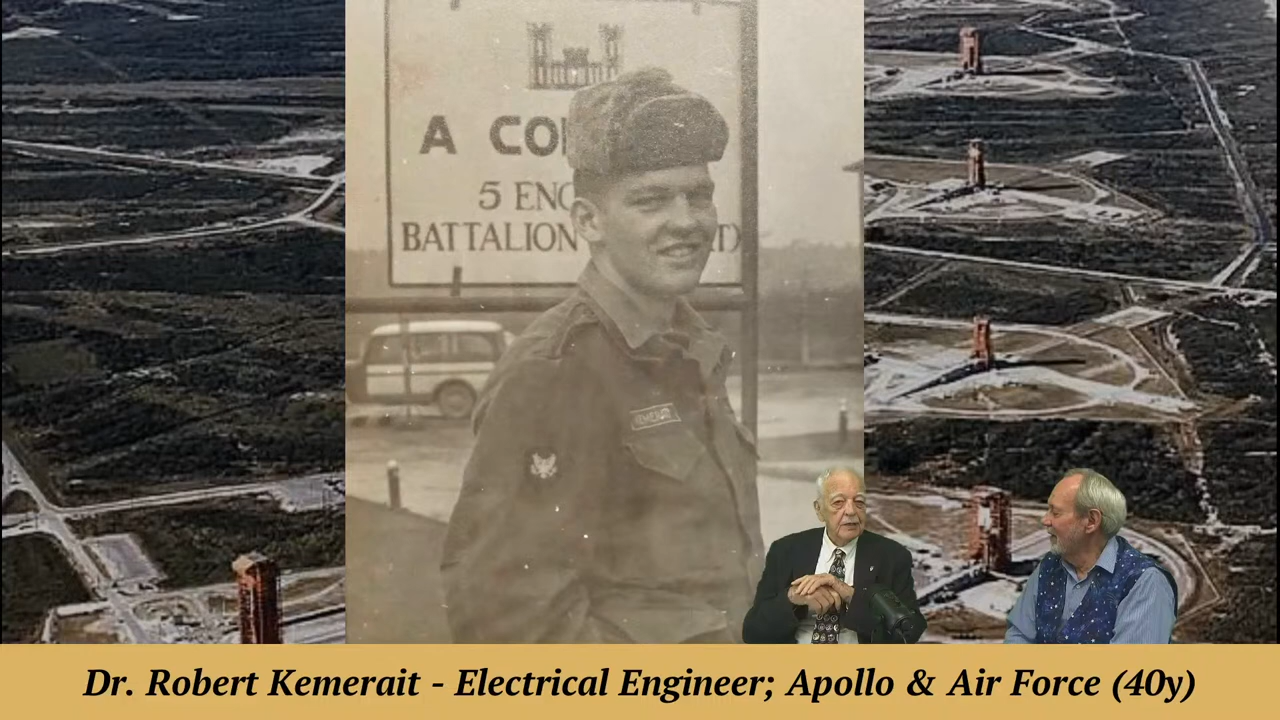 A CO
5 ENG
BATTALION
Dr. Robert Kemerait - Electrical Engineer; Apollo & Air Force (40y)